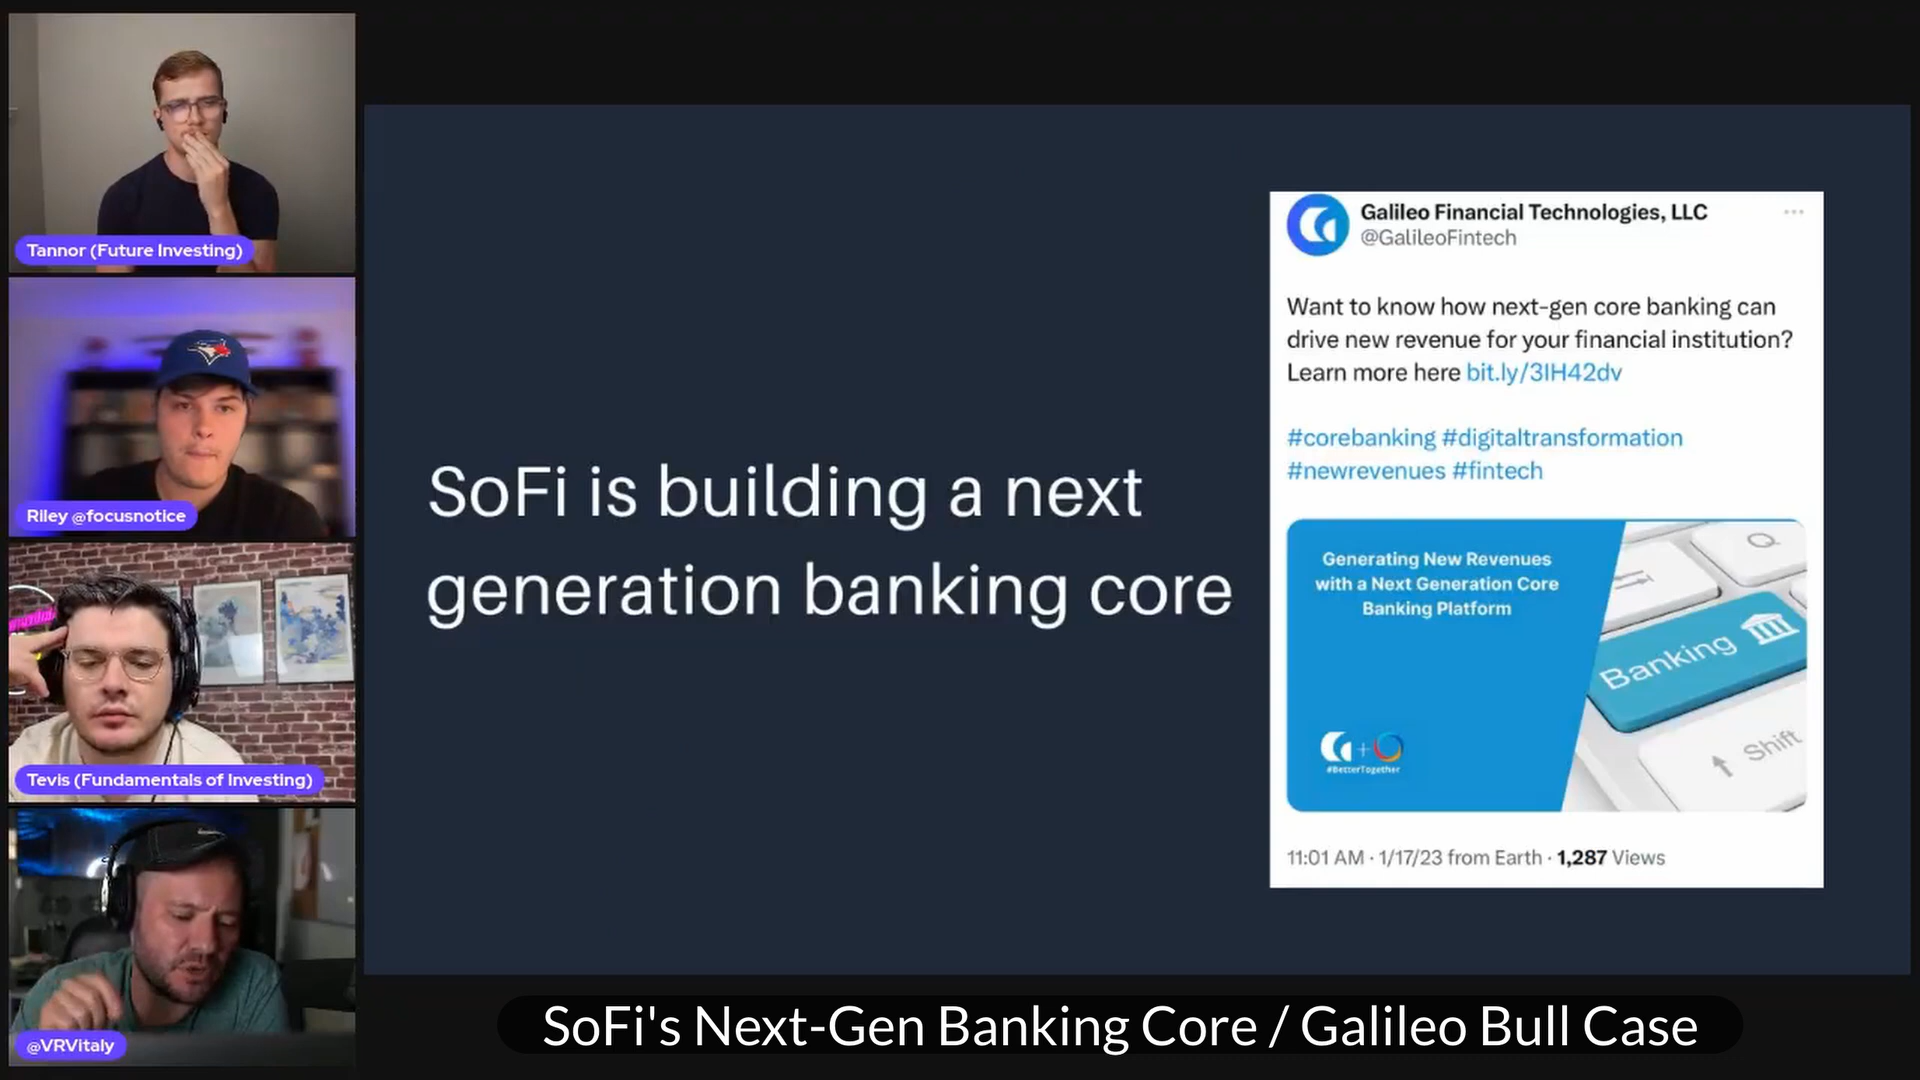 Tannor (Future Investing)
Riley @focusnotice
Tevis (Fundamentals of Investing)
@VRVitaly
SoFi is building a next
generation banking core
Galileo Financial Technologies, LLC
@GalileoFintech
Want to know how next-gen core banking can
drive new revenue for your financial institution?
Learn more here bit.ly/3IH42dv
#corebanking #digitaltransformation
#newrevenues #fintech
Generating New Revenues
with a Next Generation Core
Banking Platform
#BetterTogether
Q
Banking
Shift
11:01 AM · 1/17/23 from Earth · 1,287 Views
SoFi's Next-Gen Banking Core / Galileo Bull Case